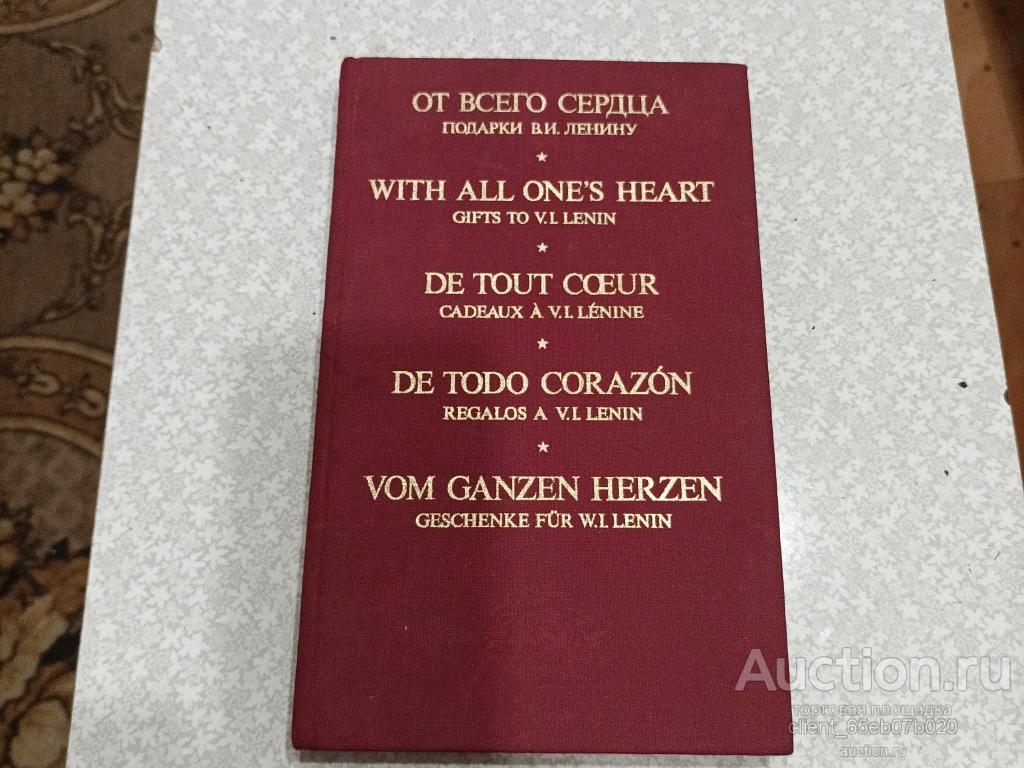 ОТ ВСЕГО СЕРДЦА
ПОДАРКИ В.И. ЛЕНИНУ
WITH ALL ONE'S HEART
GIFTS TO V.I. LENIN
DE TOUT CŒUR
CADEAUX À V.I. LÉNINE
DE TODO CORAZÓN
REGALOS A V.I. LENIN
VOM GANZEN HERZEN
GESCHENKE FÜR W.I. LENIN
Auction.ru
торговая площадка
client_65eb07b020
auction.ru